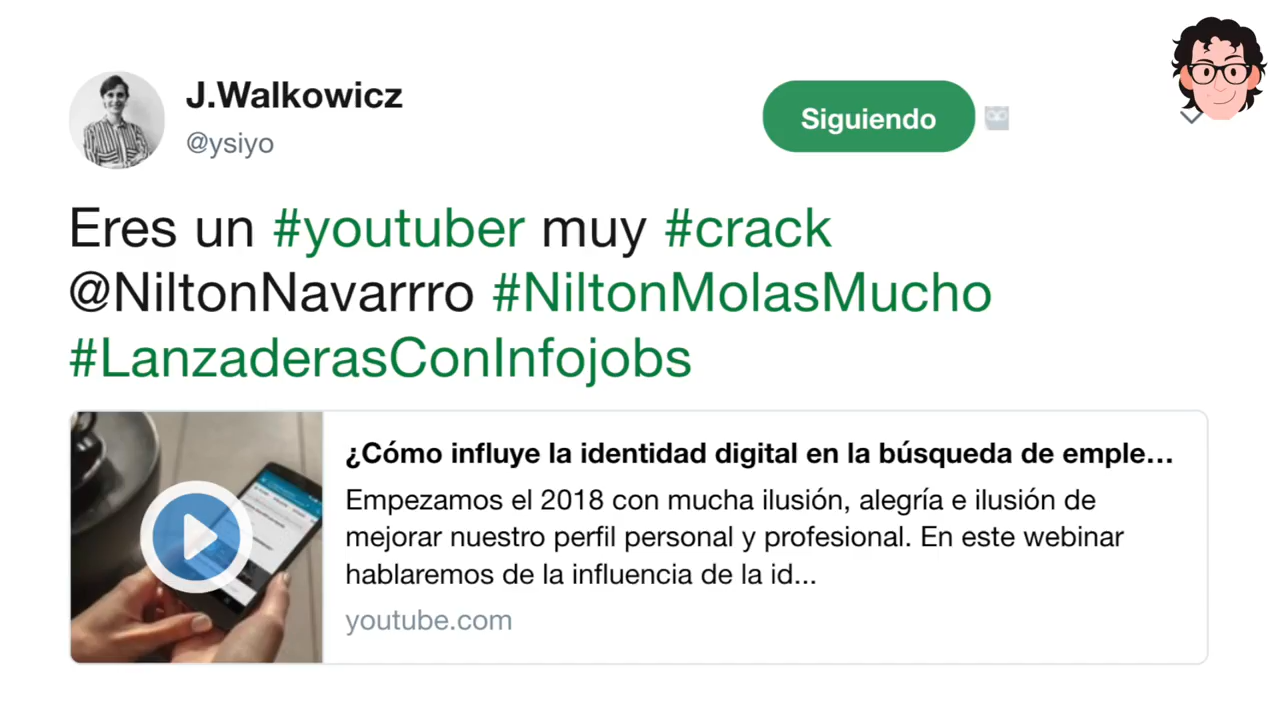 J.Walkowicz
@ysiyo
Siguiendo
Eres un #youtuber muy #crack
@NiltonNavarrro #NiltonMolasMucho
#LanzaderasConInfojobs
¿Cómo influye la identidad digital en la búsqueda de emple...
Empezamos el 2018 con mucha ilusión, alegría e ilusión de
mejorar nuestro perfil personal y profesional. En este webinar
hablaremos de la influencia de la id...
youtube.com